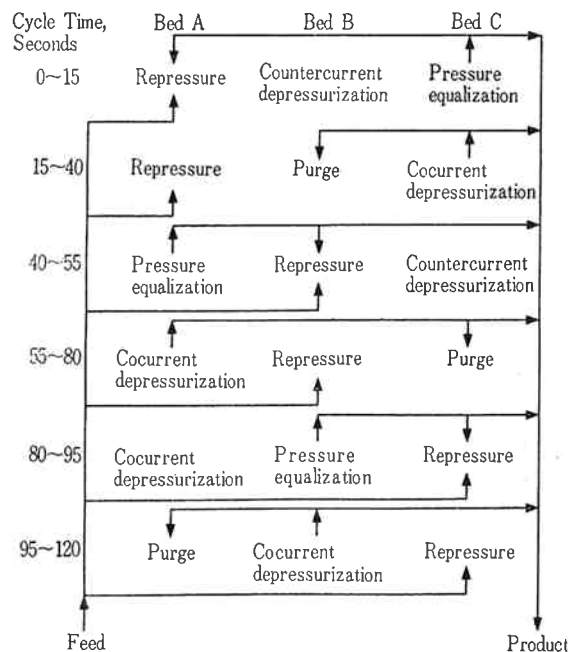 Cycle Time, Bed A Bed B Bed C
Seconds
0~15 Repressure Countercurrent Pressure
depressurization equalization
15~40 Repressure Purge Cocurrent
depressurization
40~55 Pressure Repressure Countercurrent
equalization depressurization
55~80 Cocurrent Repressure Purge
depressurization
80~95 Cocurrent Pressure Repressure
depressurization equalization
95~120 Purge Cocurrent Repressure
depressurization
Feed Product